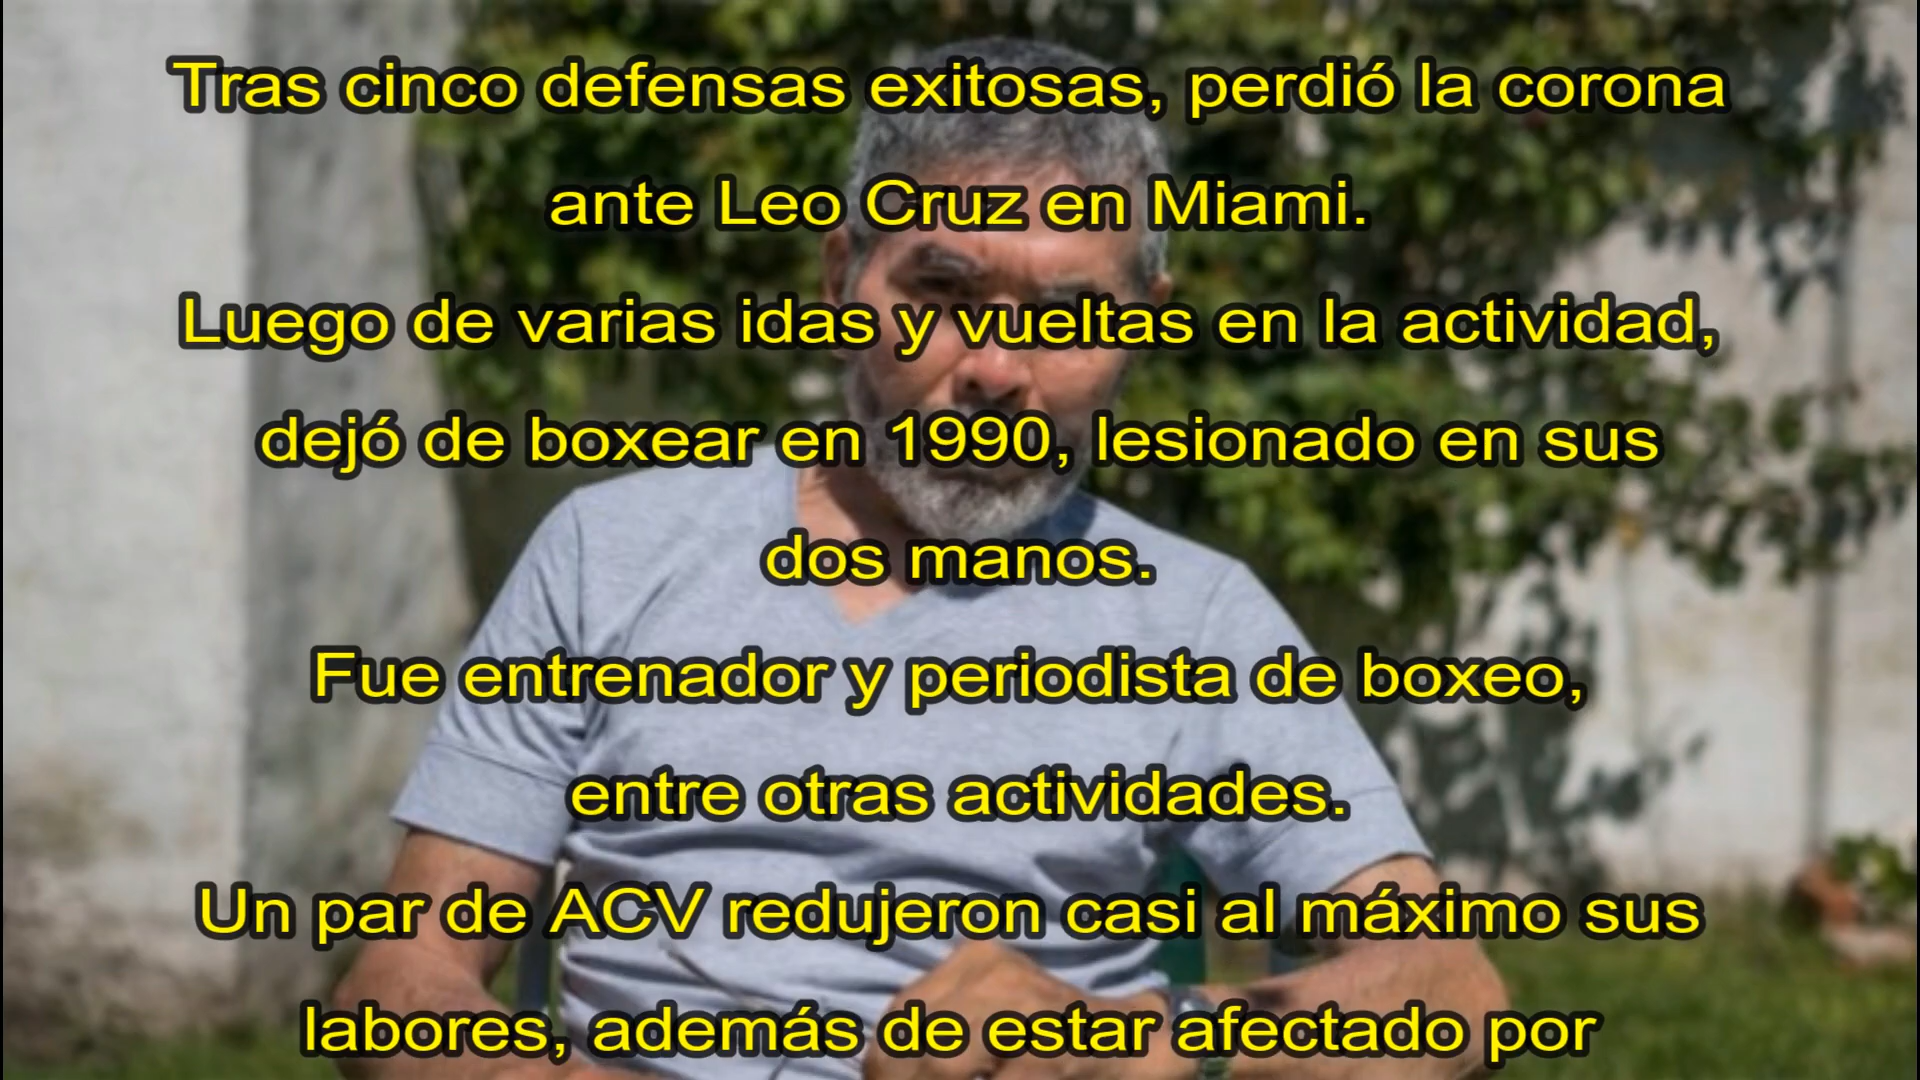 Tras cinco defensas exitosas, perdió la corona
ante Leo Cruz en Miami.
Luego de varias idas y vueltas en la actividad,
dejó de boxear en 1990, lesionado en sus
dos manos.
Fue entrenador y periodista de boxeo,
entre otras actividades.
Un par de ACV redujeron casi al máximo sus
labores, además de estar afectado por